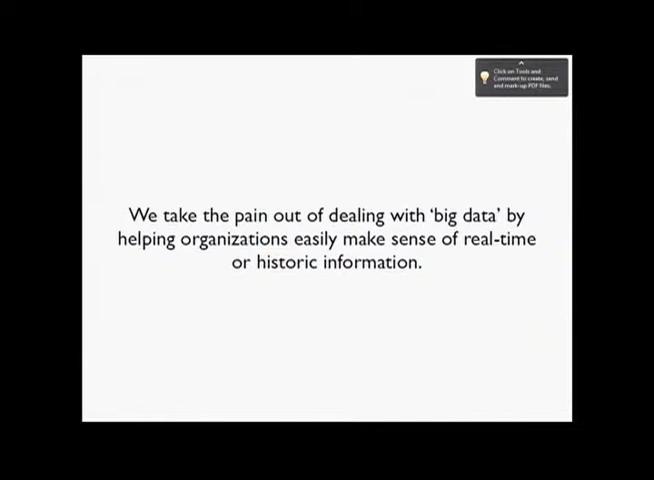 Click on Tools and
Comment to create, send
and mark-up PDF files.
We take the pain out of dealing with ‘big data’ by
helping organizations easily make sense of real-time
or historic information.